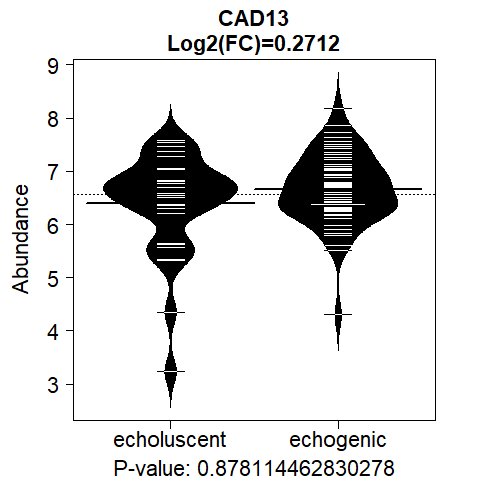 CAD13
Log2(FC)=0.2712
Abundance
9
8
7
6
5
4
3
echoluscent echogenic
P-value: 0.878114462830278